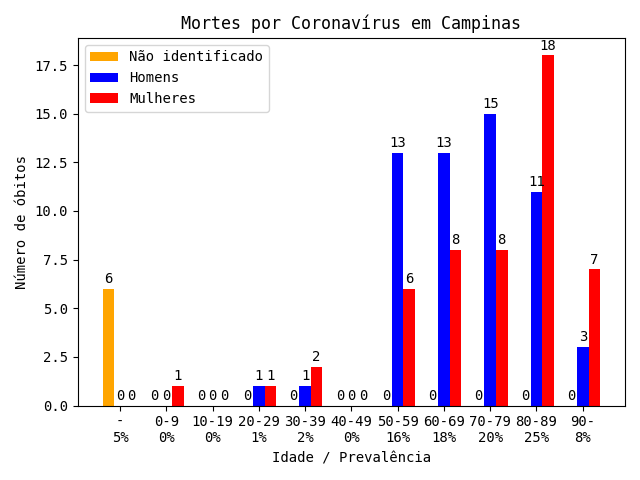 Mortes por Coronavírus em Campinas
Não identificado
Homens
Mulheres
Número de óbitos
17.5
15.0
12.5
10.0
7.5
5.0
2.5
0.0
6 0 0
0 0 1
0 0 0
0 1 1
0 1 2
0 0 0
0 13 6
0 13 8
0 15 8
0 11 18
0 3 7
- 0-9 10-19 20-29 30-39 40-49 50-59 60-69 70-79 80-89 90-
5% 0% 0% 1% 2% 0% 16% 18% 20% 25% 8%
Idade / Prevalência